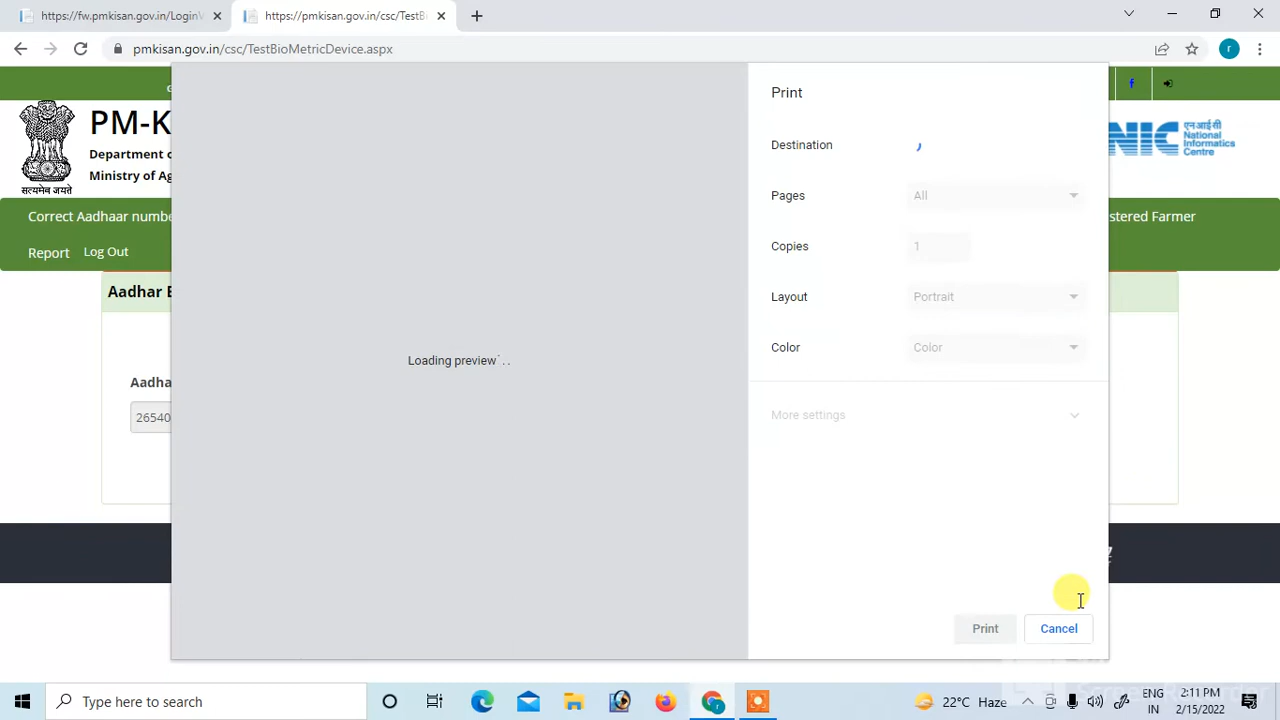 https://fw.pmkisan.gov.in/LoginV
https://pmkisan.gov.in/csc/TestB
pmkisan.gov.in/csc/TestBioMetricDevice.aspx
r
f
G
PM-K
Department
Ministry of Ag
सत्यमेव जयते
NIC
एन आई सी
National
Informatics
Centre
Correct Aadhaar numbe
stered Farmer
Report Log Out
Aadhar E
Aadha
26540
Loading preview...
Print
Destination
Pages All
Copies 1
Layout Portrait
Color Color
More settings
Print Cancel
Type here to search
22°C Haze
ENG
IN
2:11 PM
2/15/2022